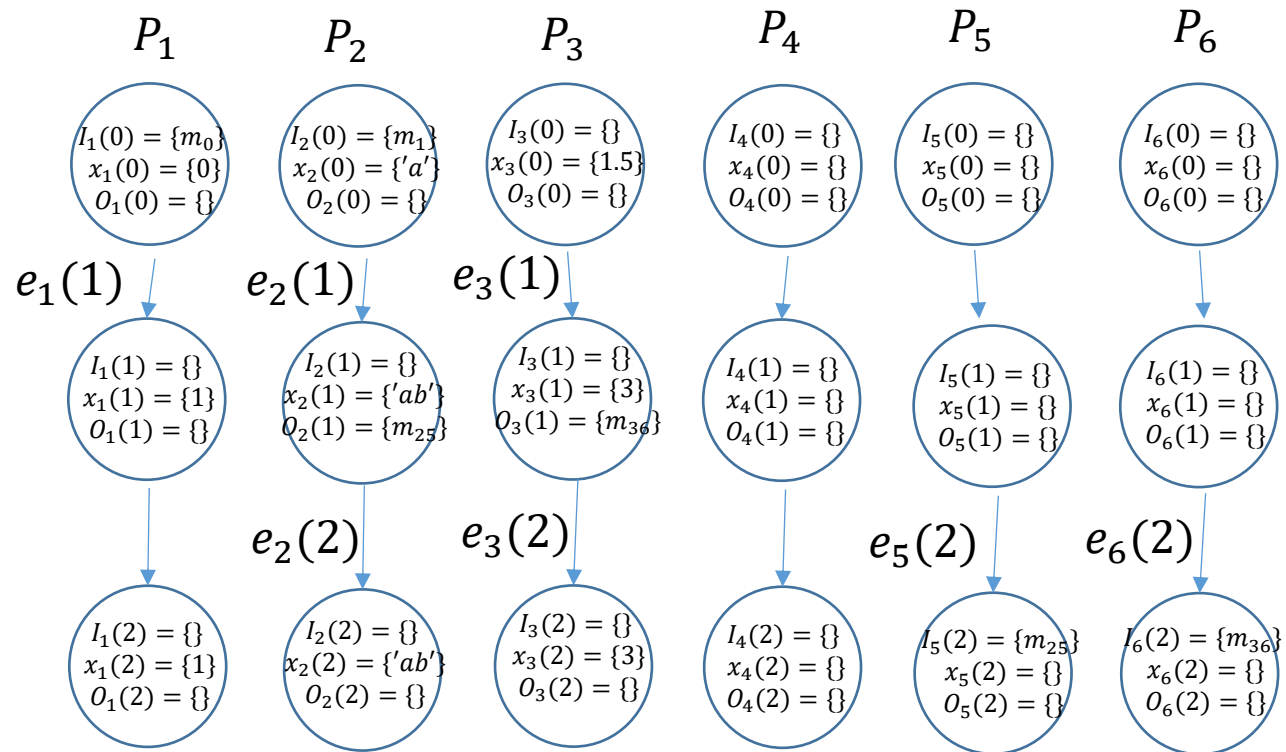 P₁ P₂ P₃ P₄ P₅ P₆
I₁(0) = {m₀}
x₁(0) = {0}
O₁(0) = {}
I₂(0) = {m₁}
x₂(0) = {'a'}
O₂(0) = {}
I₃(0) = {}
x₃(0) = {1.5}
O₃(0) = {}
I₄(0) = {}
x₄(0) = {}
O₄(0) = {}
I₅(0) = {}
x₅(0) = {}
O₅(0) = {}
I₆(0) = {}
x₆(0) = {}
O₆(0) = {}
e₁(1) e₂(1) e₃(1)
I₁(1) = {}
x₁(1) = {1}
O₁(1) = {}
I₂(1) = {}
x₂(1) = {'ab'}
O₂(1) = {m₂₅}
I₃(1) = {}
x₃(1) = {3}
O₃(1) = {m₃₆}
I₄(1) = {}
x₄(1) = {}
O₄(1) = {}
I₅(1) = {}
x₅(1) = {}
O₅(1) = {}
I₆(1) = {}
x₆(1) = {}
O₆(1) = {}
e₂(2) e₃(2) e₅(2) e₆(2)
I₁(2) = {}
x₁(2) = {1}
O₁(2) = {}
I₂(2) = {}
x₂(2) = {'ab'}
O₂(2) = {}
I₃(2) = {}
x₃(2) = {3}
O₃(2) = {}
I₄(2) = {}
x₄(2) = {}
O₄(2) = {}
I₅(2) = {m₂₅}
x₅(2) = {}
O₅(2) = {}
I₆(2) = {m₃₆}
x₆(2) = {}
O₆(2) = {}